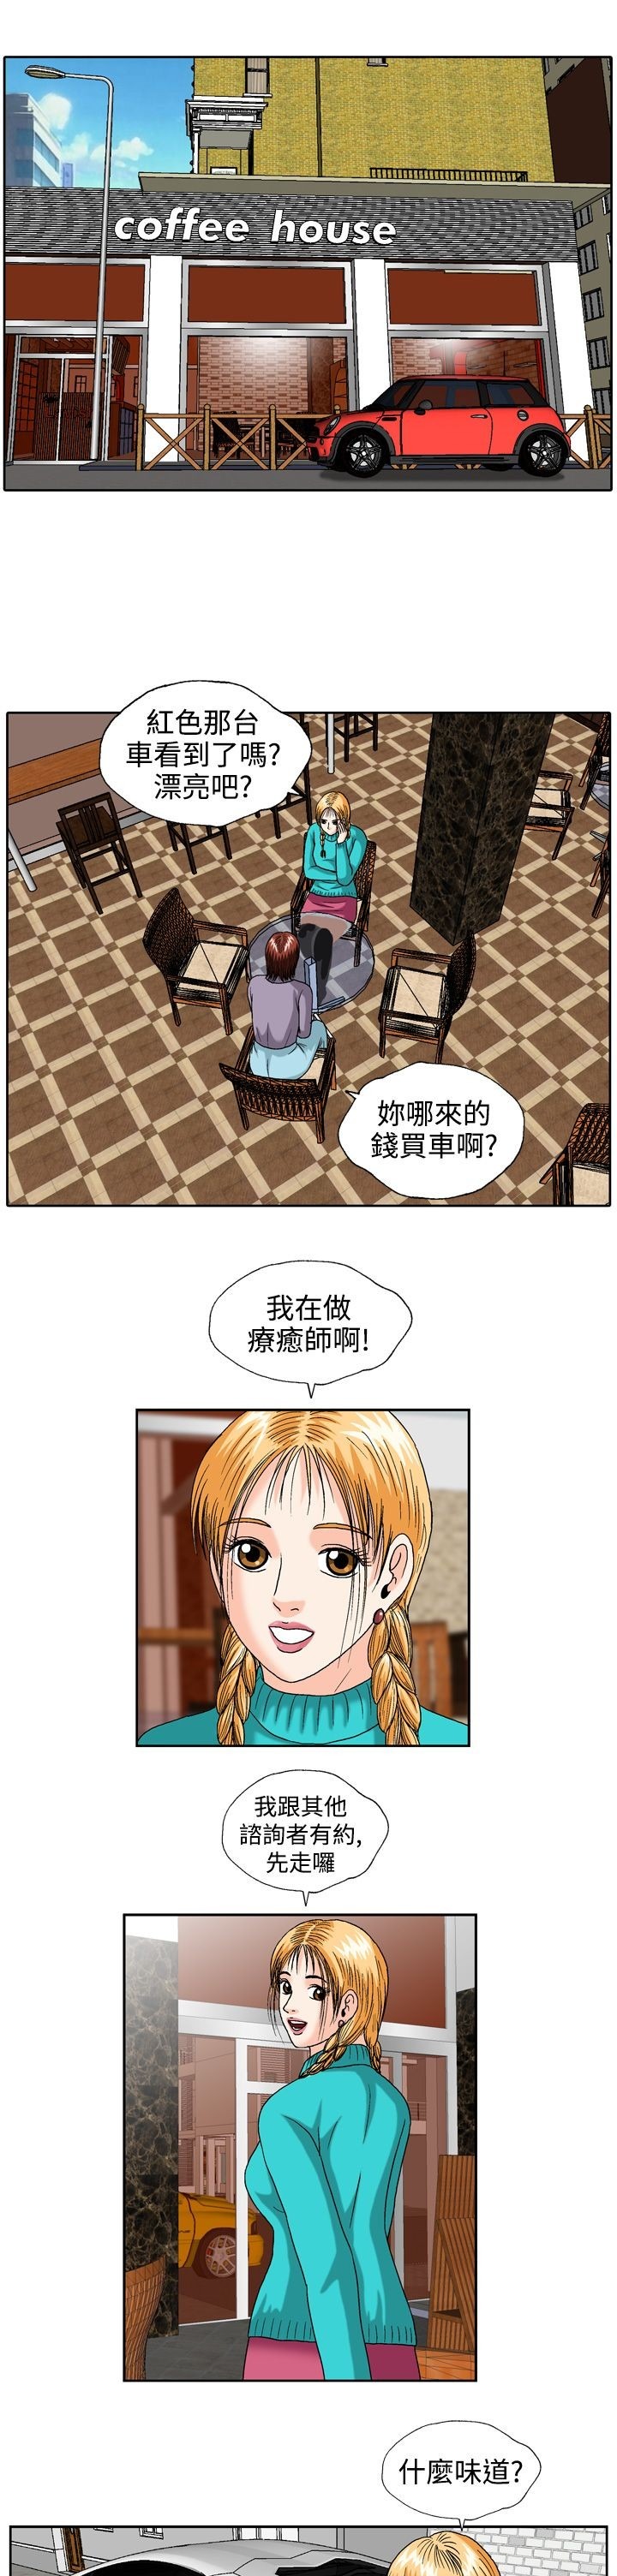 coffee house
紅色那台
車看到了嗎?
漂亮吧?
妳哪來的
錢買車啊?
我在做
療癒師啊!
我跟其他
諮詢者有約,
先走囉
什麼味道?